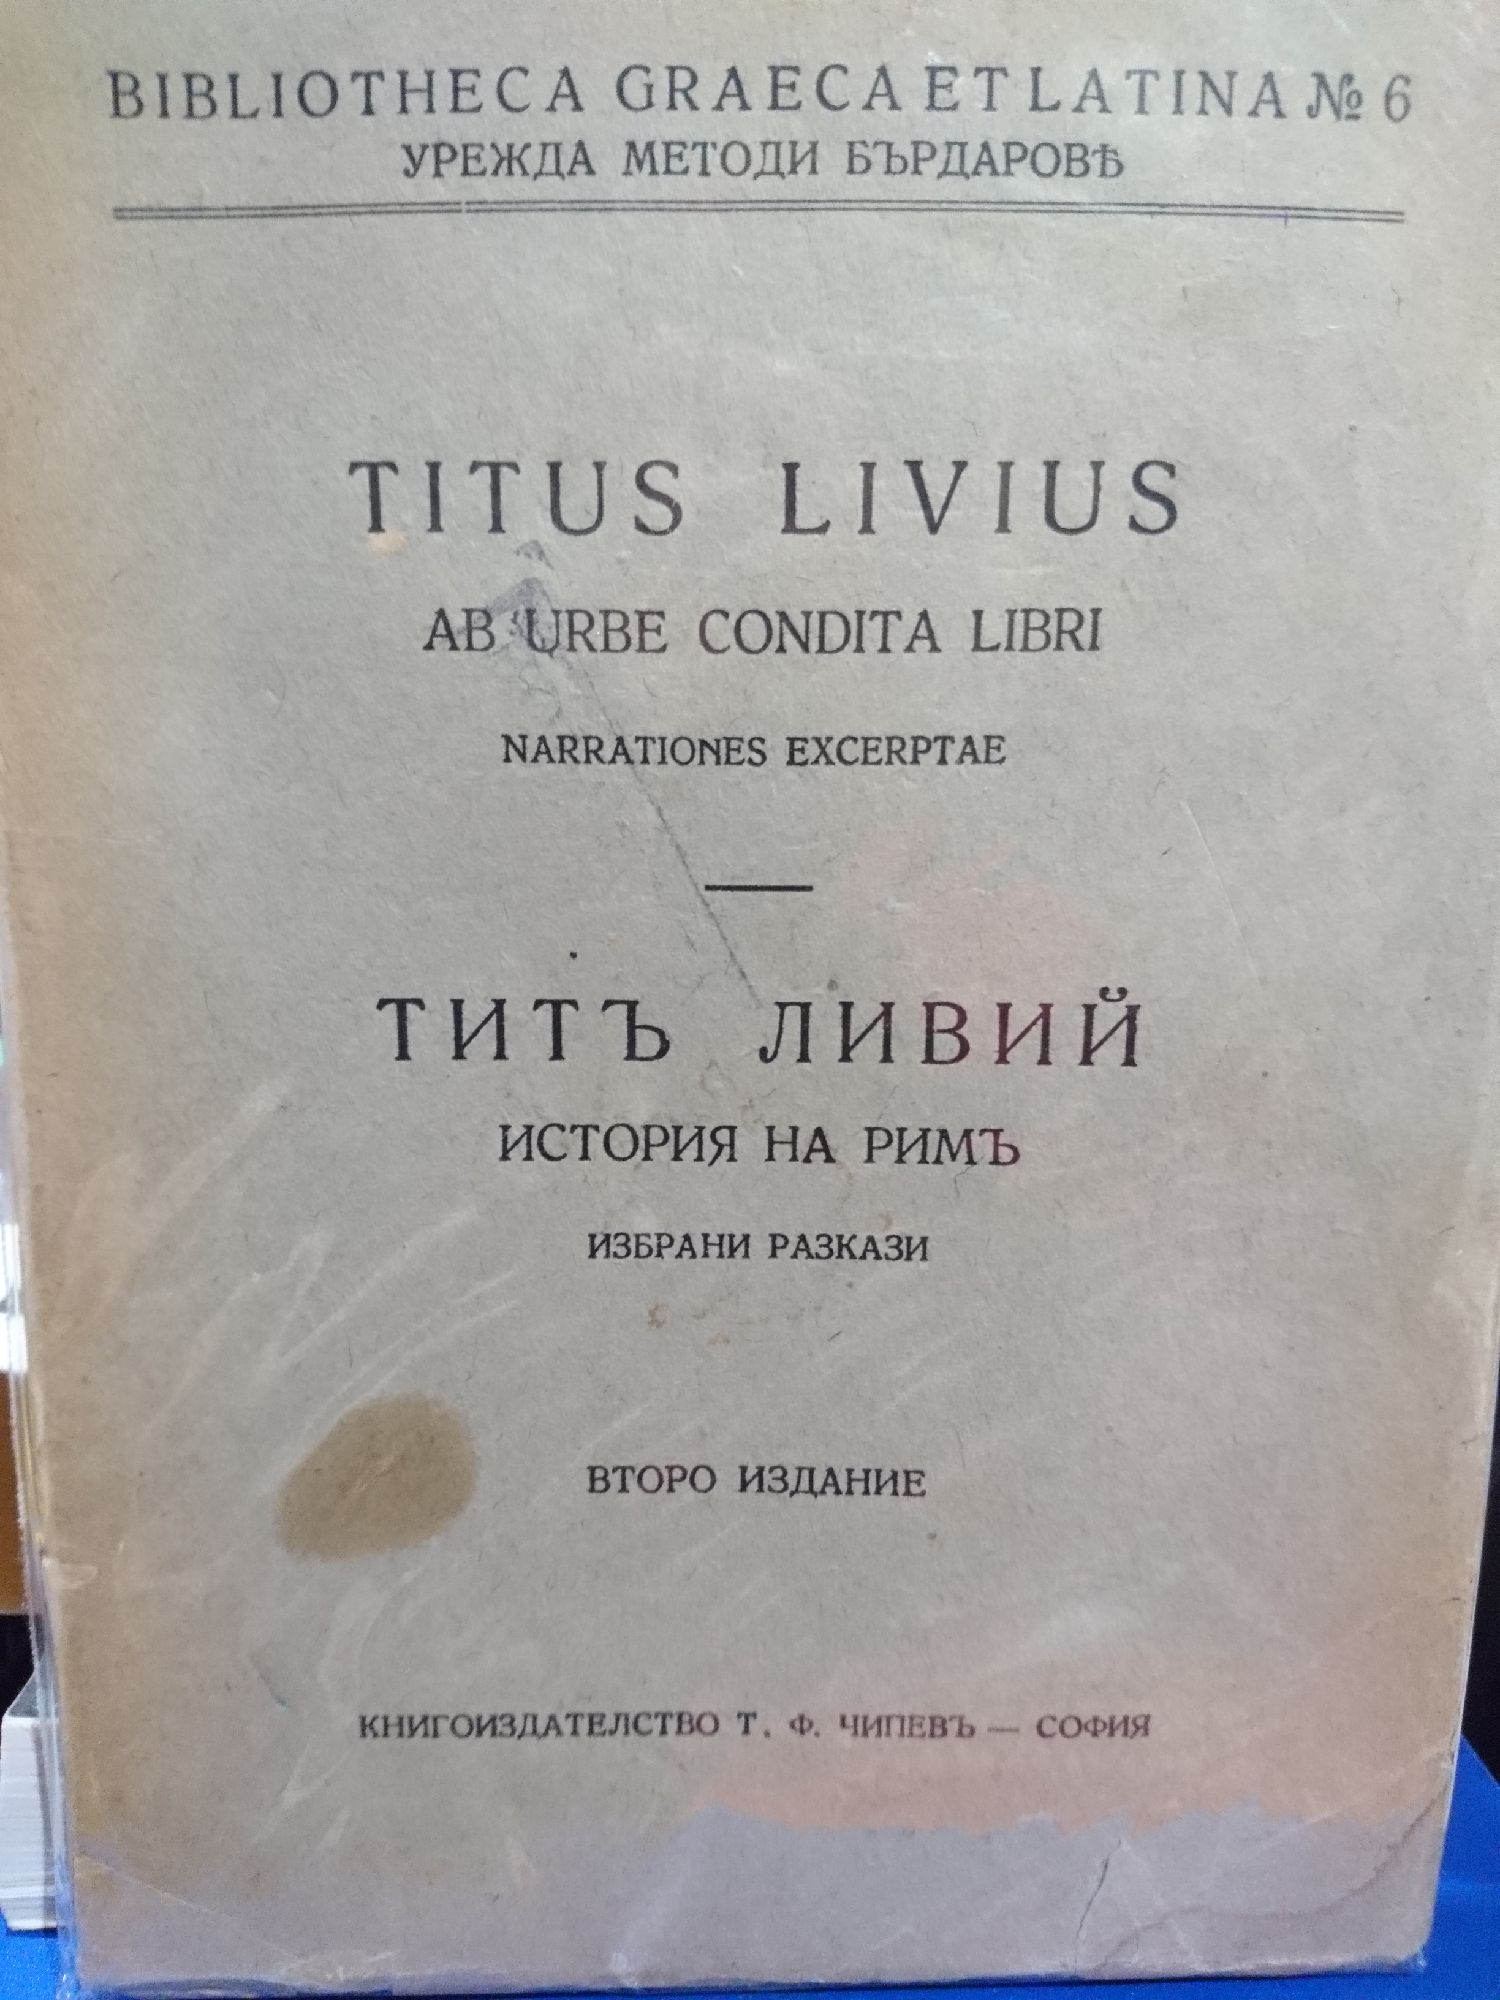 BIBLIOTHECA GRAECA ET LATINA № 6
УРЕЖДА МЕТОДИ БЪРДАРОВЪ
TITUS LIVIUS
AB URBE CONDITA LIBRI
NARRATIONES EXCERPTAE
ТИТЪ ЛИВИЙ
ИСТОРИЯ НА РИМЪ
ИЗБРАНИ РАЗКАЗИ
ВТОРО ИЗДАНИЕ
КНИГОИЗДАТЕЛСТВО Т. Ф. ЧИПЕВЪ — СОФИЯ